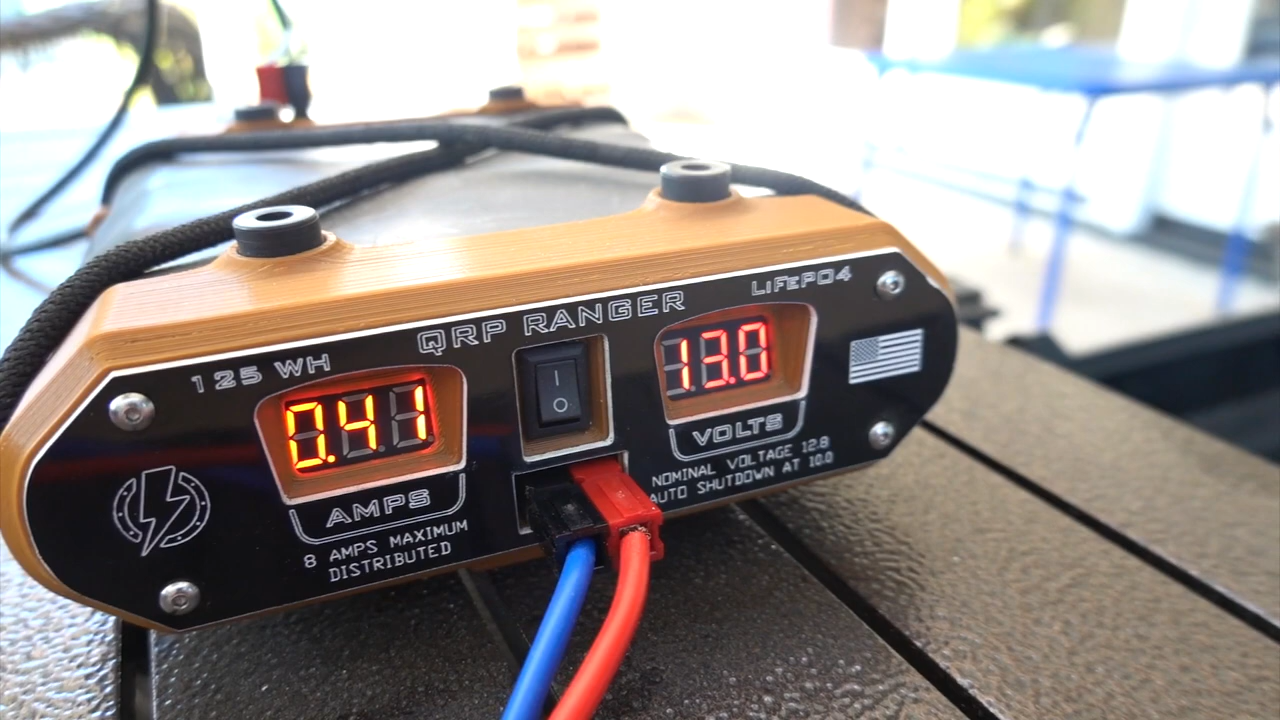 QRP RANGER
LiFePO4
125 WH
0.41
I
O
13.0
AMPS
VOLTS
8 AMPS MAXIMUM
DISTRIBUTED
NOMINAL VOLTAGE 12.8
AUTO SHUTDOWN AT 10.0